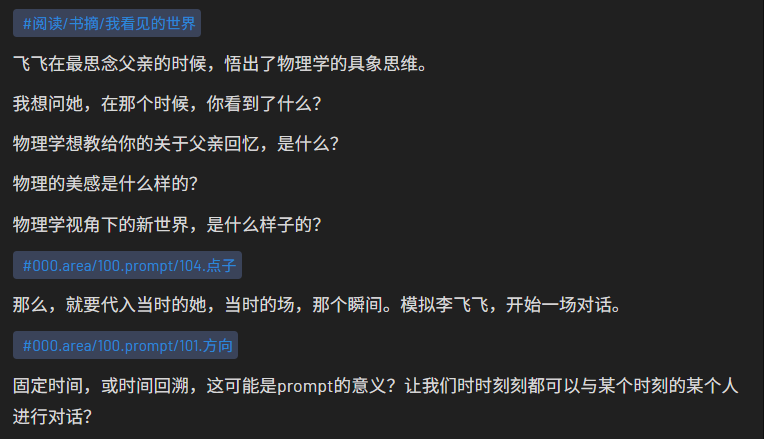 #阅读/书摘/我看见的世界
飞飞在最思念父亲的时候，悟出了物理学的具象思维。
我想问她，在那个时候，你看到了什么？
物理学想教给你的关于父亲回忆，是什么？
物理的美感是什么样的？
物理学视角下的新世界，是什么样子的？
#000.area/100.prompt/104.点子
那么，就要代入当时的她，当时的场，那个瞬间。模拟李飞飞，开始一场对话。
#000.area/100.prompt/101.方向
固定时间，或时间回溯，这可能是prompt的意义？让我们时时刻刻都可以与某个时刻的某个人
进行对话？